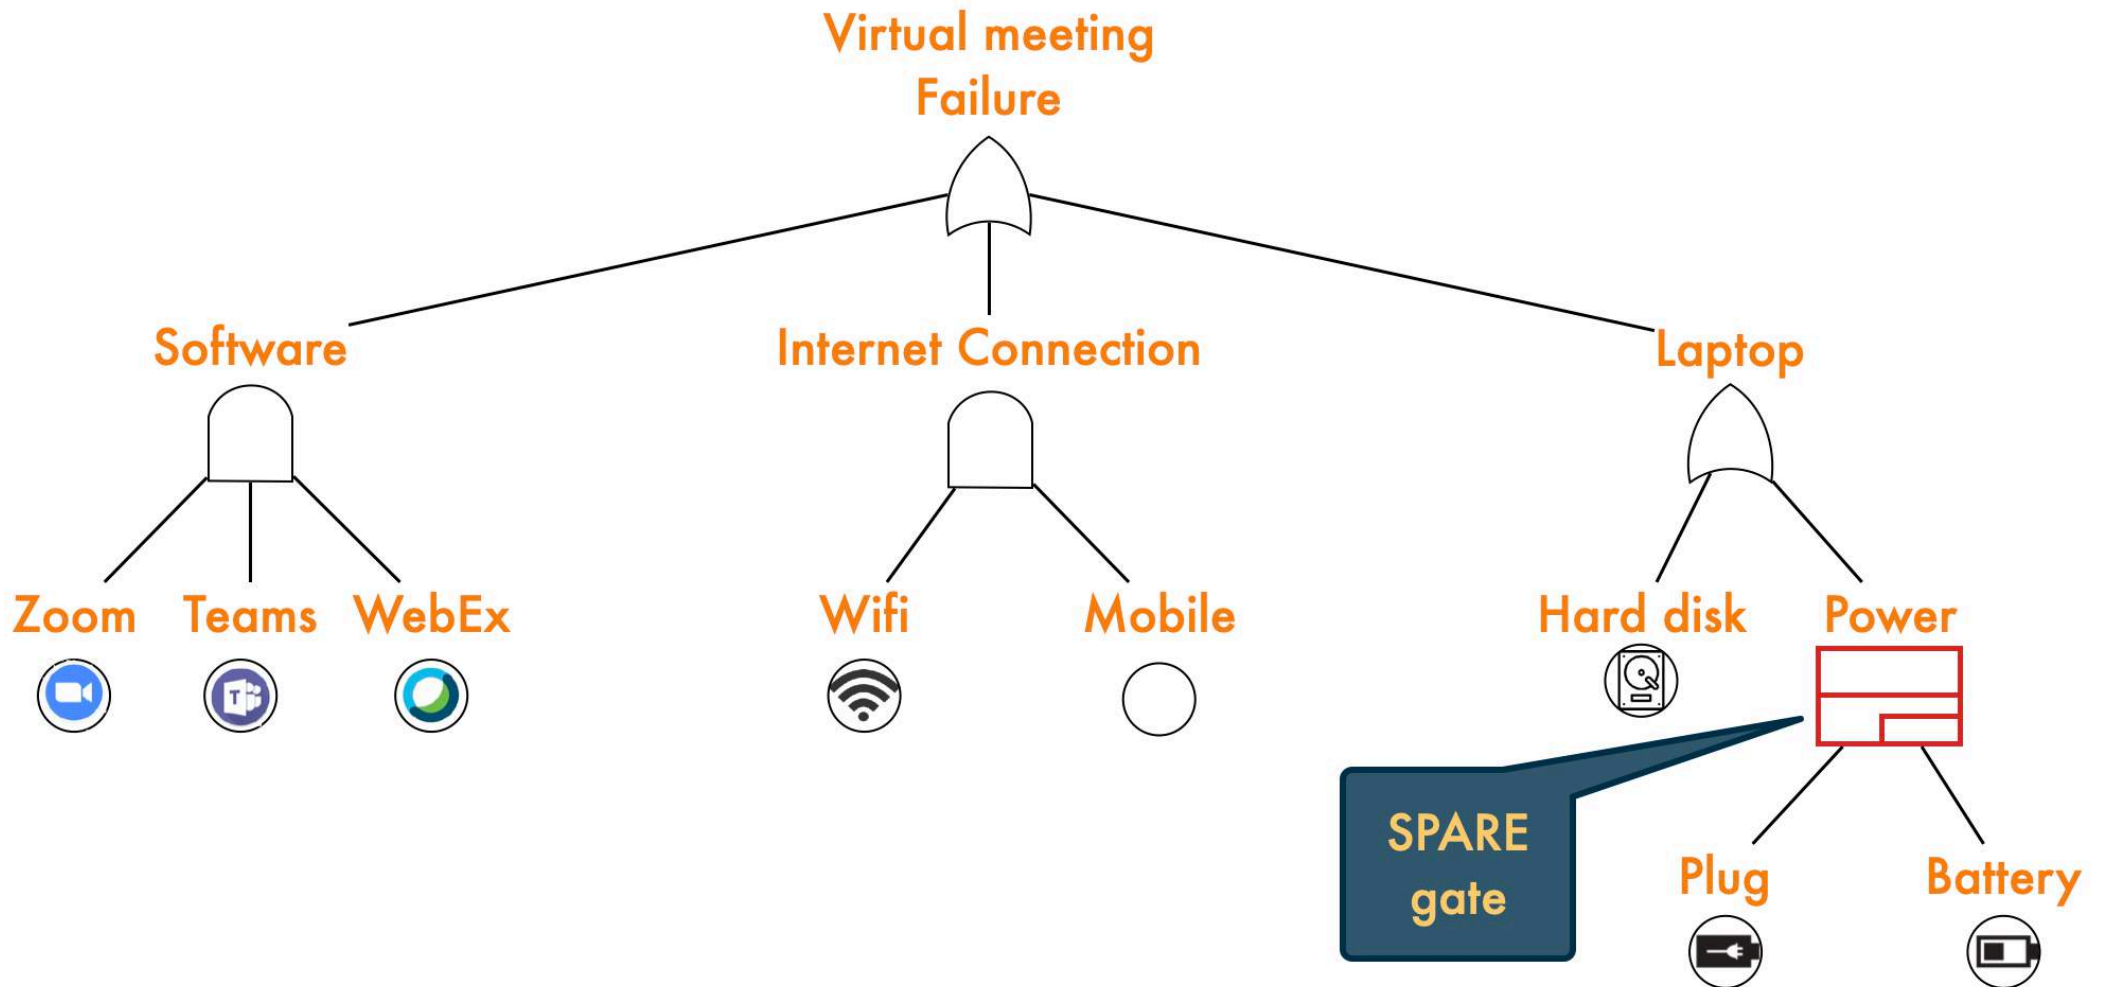 Virtual meeting
Failure
Software
Internet Connection
Laptop
Zoom
Teams
WebEx
Wifi
Mobile
Hard disk
Power
SPARE
gate
Plug
Battery
T